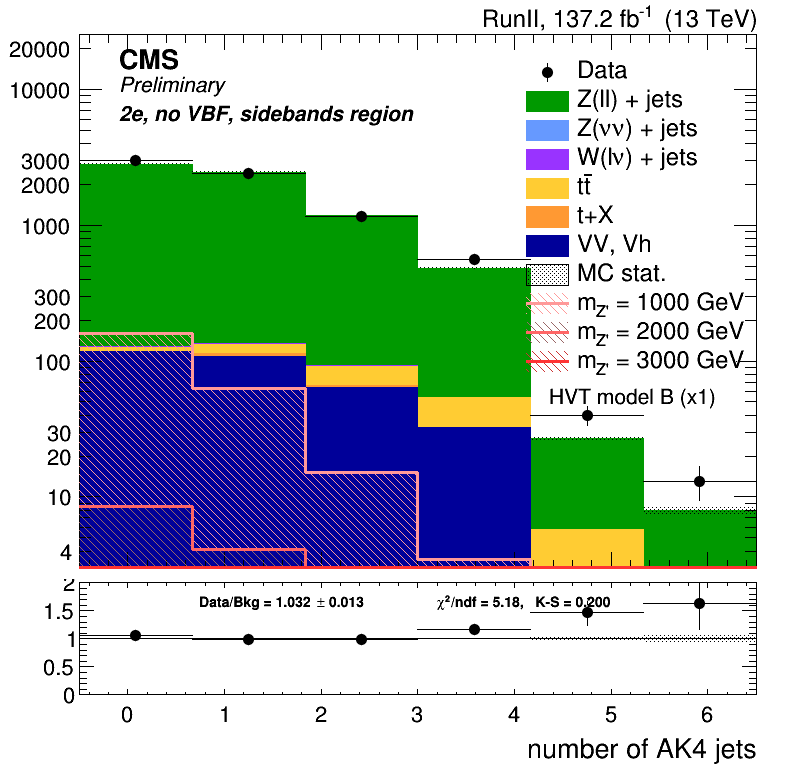 RunII, 137.2 fb⁻¹ (13 TeV)
CMS
Preliminary
2e, no VBF, sidebands region
Data
Z(ll) + jets
Z(νν) + jets
W(lν) + jets
tt̄
t+X
VV, Vh
MC stat.
m_Z' = 1000 GeV
m_Z' = 2000 GeV
m_Z' = 3000 GeV
HVT model B (x1)
20000
10000
3000
2000
1000
300
200
100
30
20
10
4
Data/Bkg = 1.032 ± 0.013 χ²/ndf = 5.18, K-S = 0.200
2
1.5
1
0.5
0
0 1 2 3 4 5 6
number of AK4 jets